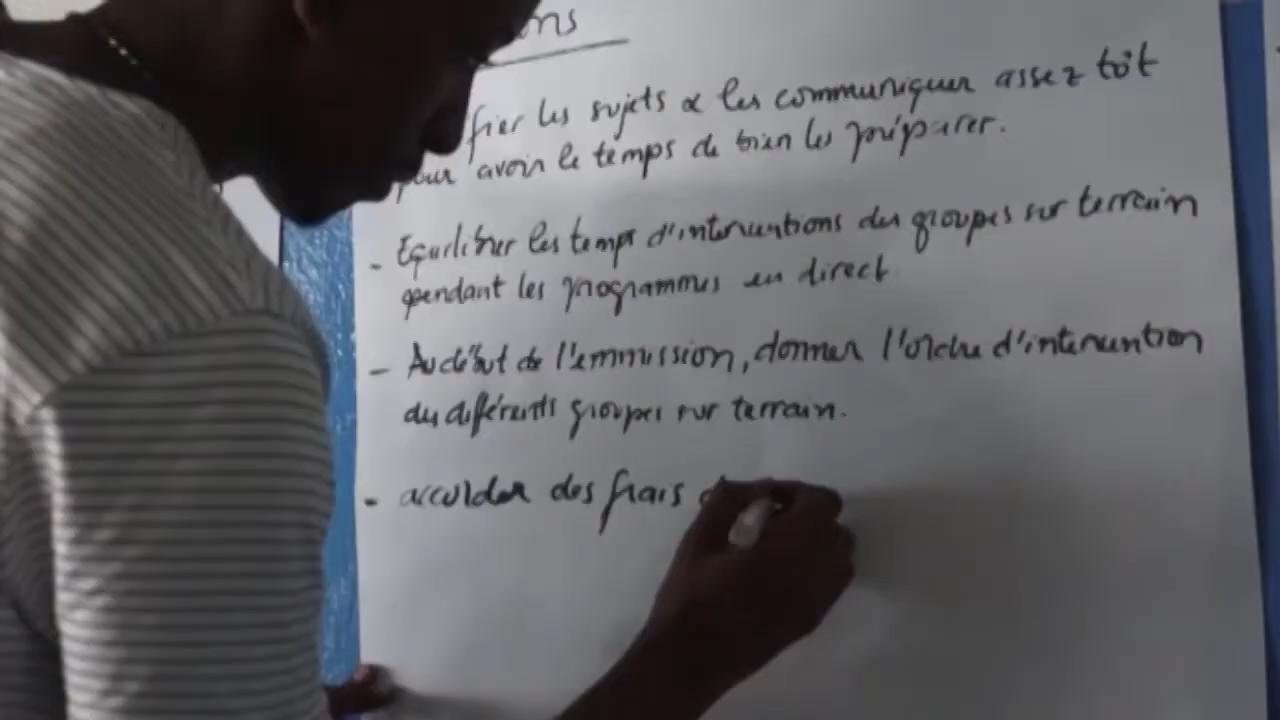 ons
fier les sujets & les communiquer assez tôt
pour avoir le temps de bien les préparer.
- Equilibrer les temps d'interventions des groupes sur terrain
pendant les programmes en direct
- Au début de l'emmission, donner l'ordre d'intervention
des différents groupes sur terrain.
- accorder des frais d